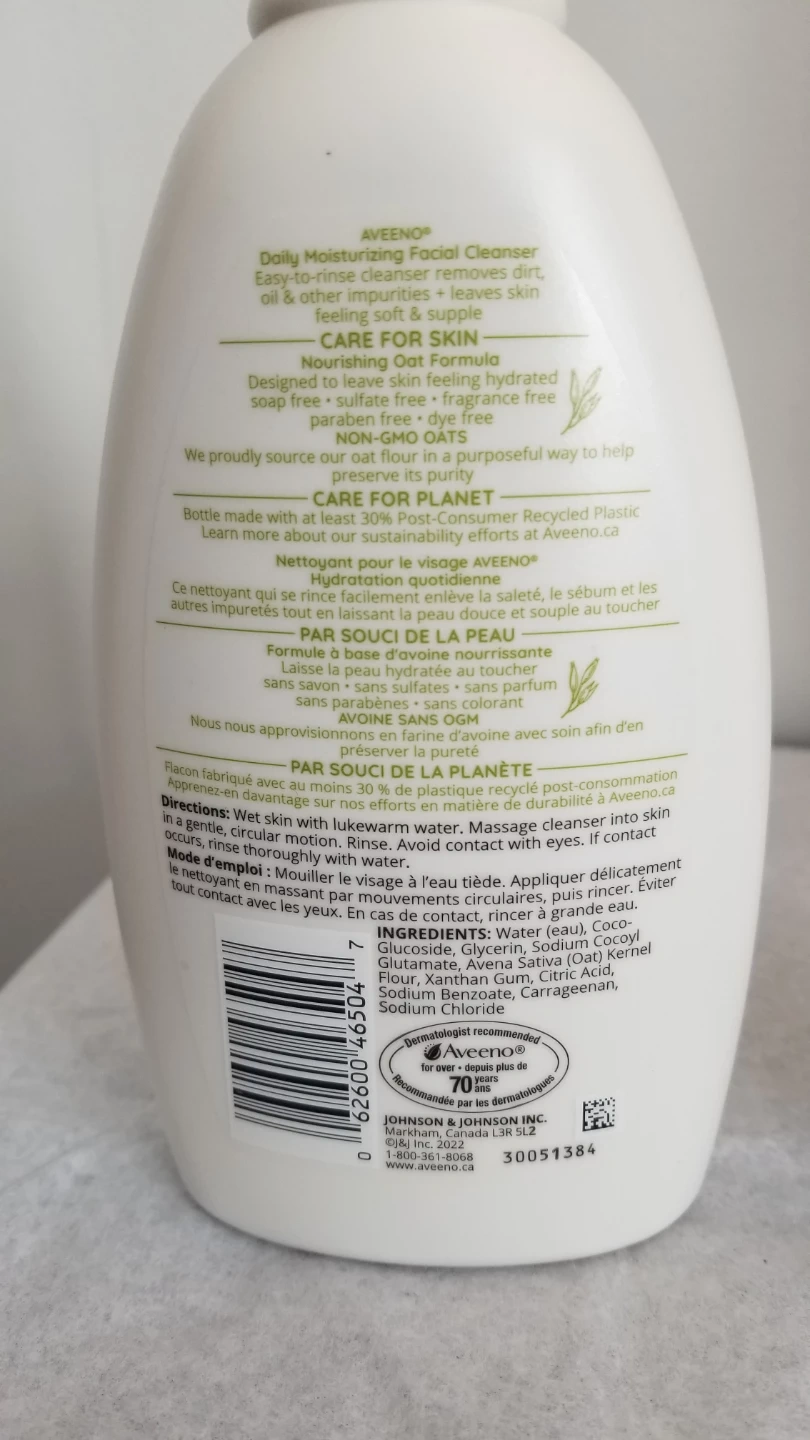 AVEENO®
Daily Moisturizing Facial Cleanser
Easy-to-rinse cleanser removes dirt,
oil & other impurities + leaves skin
feeling soft & supple
CARE FOR SKIN
Nourishing Oat Formula
Designed to leave skin feeling hydrated
soap free • sulfate free • fragrance free
paraben free • dye free
NON-GMO OATS
We proudly source our oat flour in a purposeful way to help
preserve its purity
CARE FOR PLANET
Bottle made with at least 30% Post-Consumer Recycled Plastic
Learn more about our sustainability efforts at Aveeno.ca
Nettoyant pour le visage AVEENO®
Hydratation quotidienne
Ce nettoyant qui se rince facilement enlève la saleté, le sébum et les
autres impuretés tout en laissant la peau douce et souple au toucher
PAR SOUCI DE LA PEAU
Formule à base d'avoine nourrissante
Laisse la peau hydratée au toucher
sans savon • sans sulfates • sans parfum
sans parabènes • sans colorant
AVOINE SANS OGM
Nous nous approvisionnons en farine d'avoine avec soin afin d'en
préserver la pureté
PAR SOUCI DE LA PLANÈTE
Flacon fabriqué avec au moins 30 % de plastique recyclé post-consommation
Apprenez-en davantage sur nos efforts en matière de durabilité à Aveeno.ca
Directions: Wet skin with lukewarm water. Massage cleanser into skin
in a gentle, circular motion. Rinse. Avoid contact with eyes. If contact
occurs, rinse thoroughly with water.
Mode d'emploi : Mouiller le visage à l'eau tiède. Appliquer délicatement
le nettoyant en massant par mouvements circulaires, puis rincer. Éviter
tout contact avec les yeux. En cas de contact, rincer à grande eau.
INGREDIENTS: Water (eau), Coco-
Glucoside, Glycerin, Sodium Cocoyl
Glutamate, Avena Sativa (Oat) Kernel
Flour, Xanthan Gum, Citric Acid,
Sodium Benzoate, Carrageenan,
Sodium Chloride
0 62600 46504 7
Dermatologist recommended
Aveeno®
for over • depuis plus de
70 years
ans
Recommandée par les dermatologues
JOHNSON & JOHNSON INC.
Markham, Canada L3R 5L2
©J&J Inc. 2022
1-800-361-8068
www.aveeno.ca
30051384